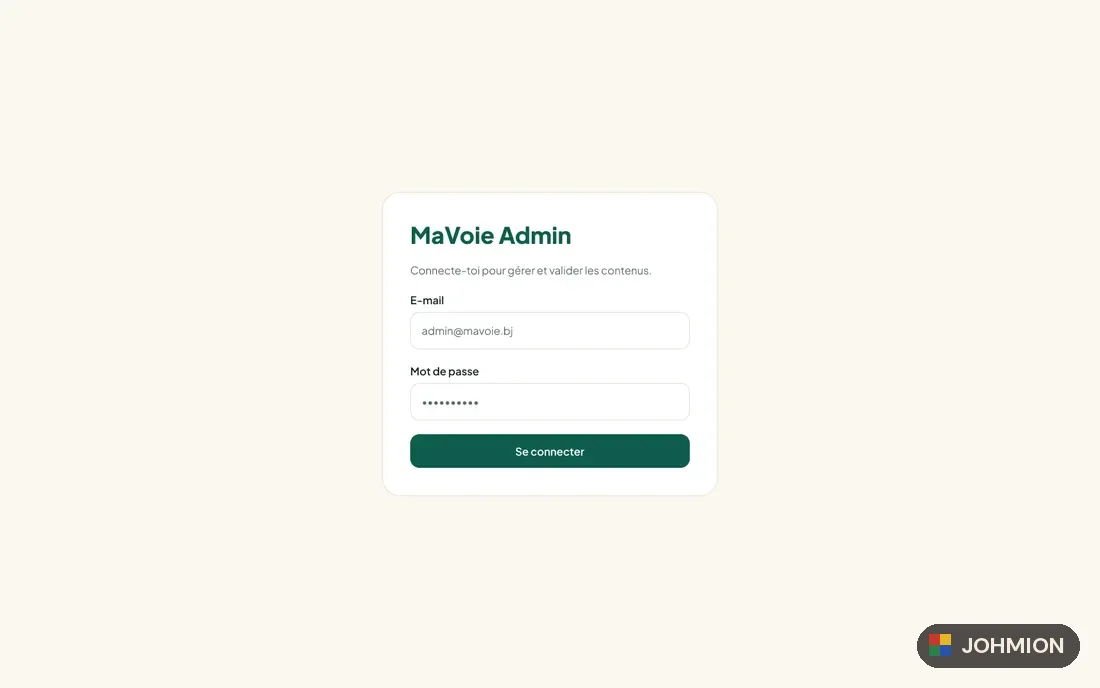 MaVoie Admin
Connecte-toi pour gérer et valider les contenus.
E-mail
admin@mavoie.bj
Mot de passe
••••••••••
Se connecter
JOHMION